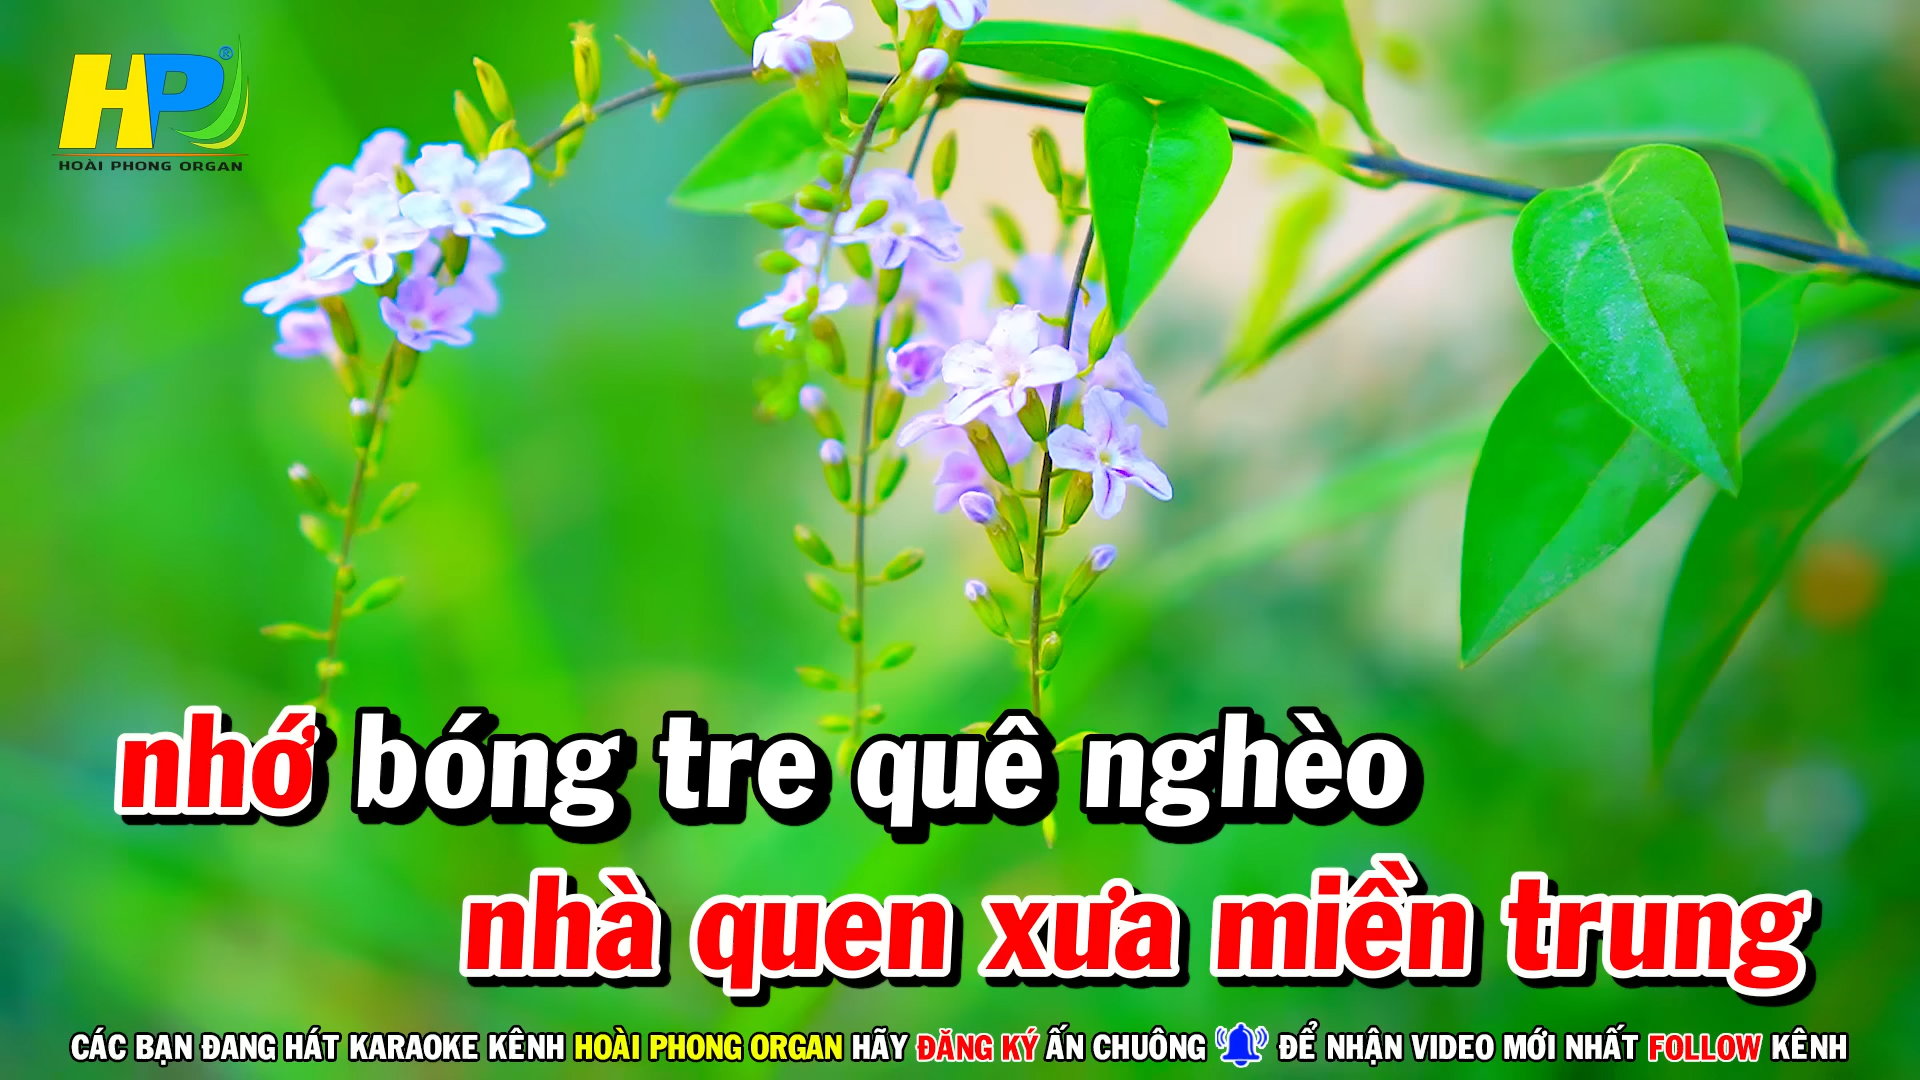 HP®
HOÀI PHONG ORGAN
nhớ bóng tre quê nghèo
nhà quen xưa miền trung
CÁC BẠN ĐANG HÁT KARAOKE KÊNH HOÀI PHONG ORGAN HÃY ĐĂNG KÝ ẤN CHUÔNG ĐỂ NHẬN VIDEO MỚI NHẤT FOLLOW KÊNH